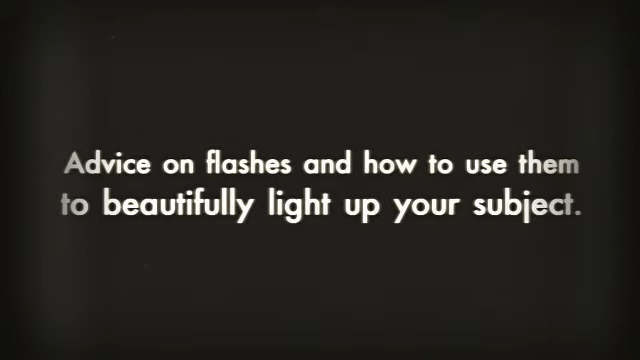 Advice on flashes and how to use them
to beautifully light up your subject.